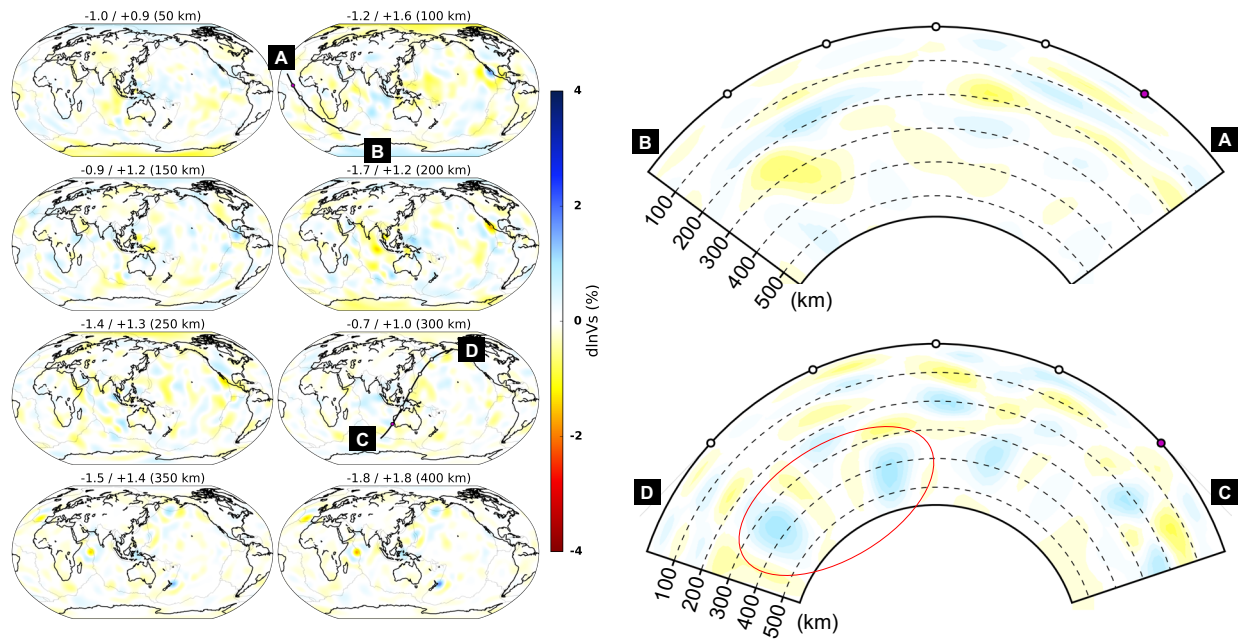 -1.0 / +0.9 (50 km)
-1.2 / +1.6 (100 km)
A
B
-0.9 / +1.2 (150 km)
-1.7 / +1.2 (200 km)
-1.4 / +1.3 (250 km)
-0.7 / +1.0 (300 km)
D
C
-1.5 / +1.4 (350 km)
-1.8 / +1.8 (400 km)
4
2
0
-2
-4
dlnVs (%)
B
A
100
200
300
400
500
(km)
D
C
100
200
300
400
500
(km)